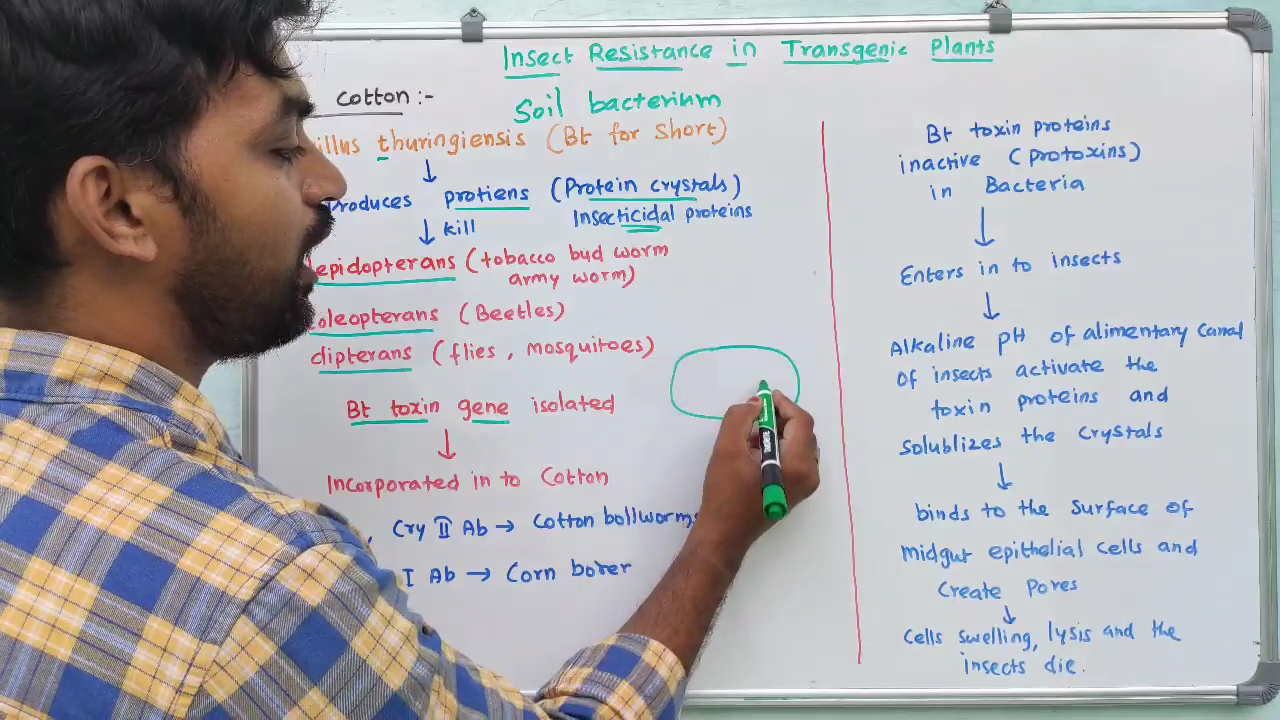 Insect Resistance in Transgenic Plants
cotton :-
Soil bacterium
illus thuringiensis (Bt for Short)
Produces protiens (Protein crystals)
kill Insecticidal proteins
Lepidopterans (tobacco bud worm
army worm)
Coleopterans (Beetles)
dipterans (flies, mosquitoes)
Bt toxin gene isolated
Incorporated in to Cotton
, Cry II Ab → Cotton bollworms
I Ab → Corn borer
Bt toxin proteins
inactive (protoxins)
in Bacteria
Enters in to insects
Alkaline pH of alimentary Canal
Of insects activate the
toxin proteins and
Solublizes the Crystals
binds to the Surface of
midgut epithelial cells and
Create Pores
Cells swelling, lysis and the
insects die.